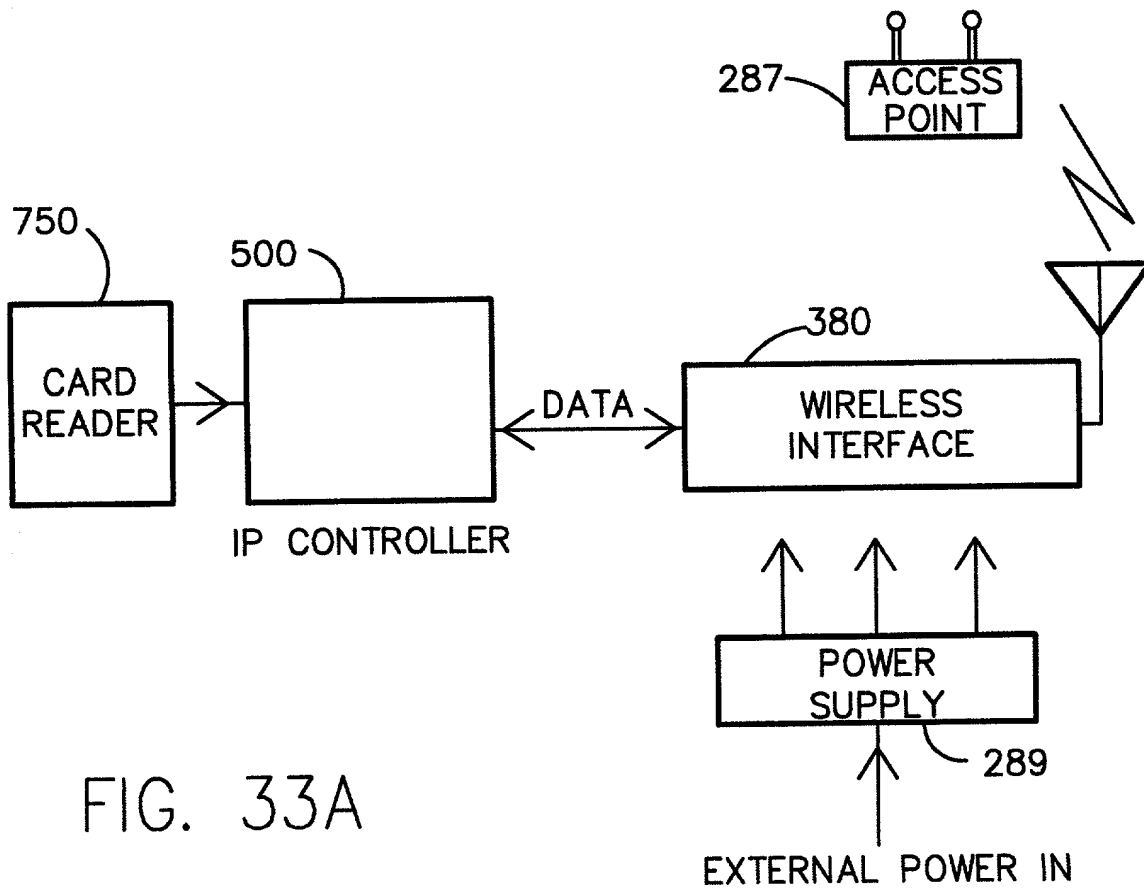 287
ACCESS
POINT
750
500
380
CARD
READER
DATA
WIRELESS
INTERFACE
IP CONTROLLER
POWER
SUPPLY
289
FIG. 33A
EXTERNAL POWER IN